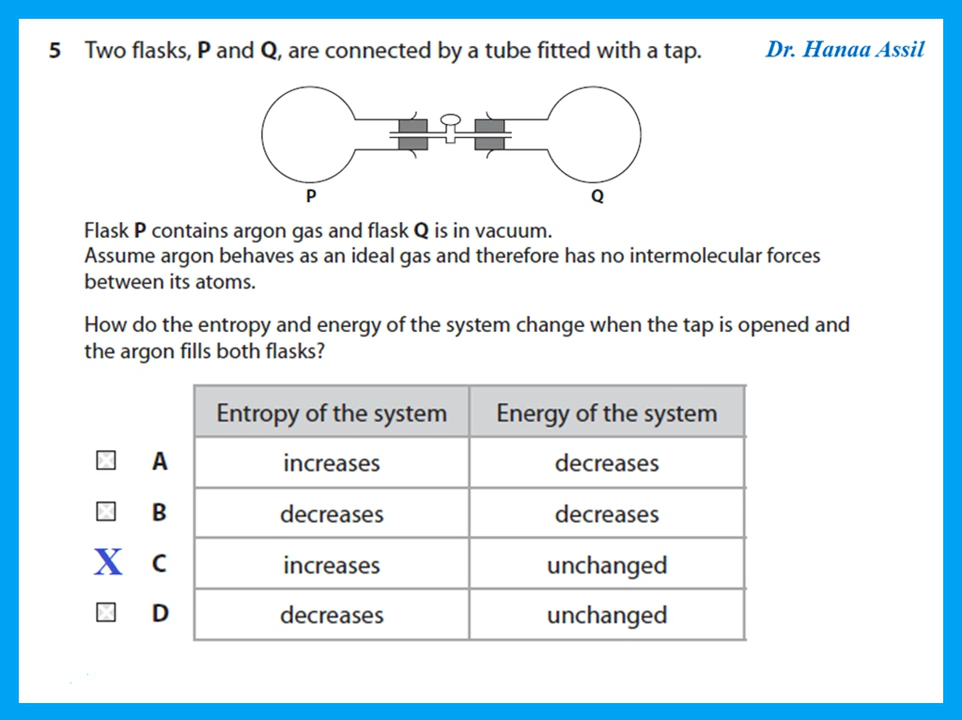 5 Two flasks, P and Q, are connected by a tube fitted with a tap. Dr. Hanaa Assil
P Q
Flask P contains argon gas and flask Q is in vacuum.
Assume argon behaves as an ideal gas and therefore has no intermolecular forces
between its atoms.
How do the entropy and energy of the system change when the tap is opened and
the argon fills both flasks?
Entropy of the system Energy of the system
A increases decreases
B decreases decreases
X C increases unchanged
D decreases unchanged